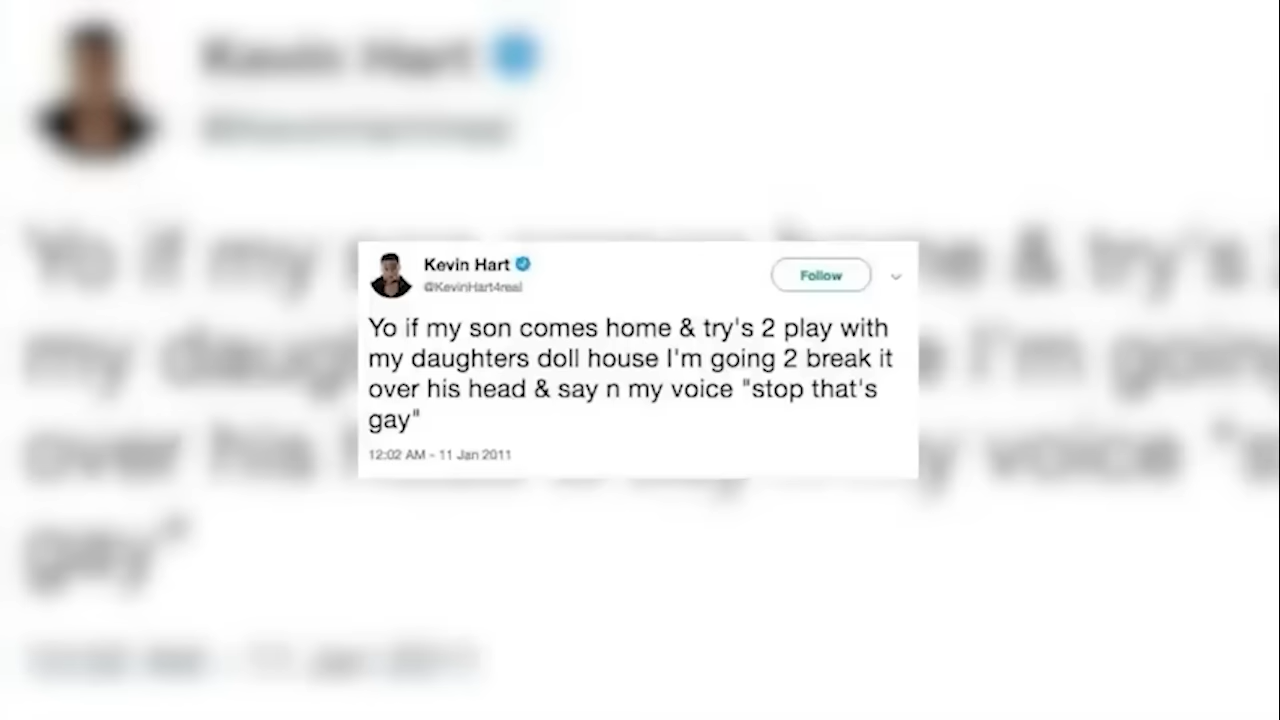 Kevin Hart
@KevinHart4real
Follow
Yo if my son comes home & try's 2 play with
my daughters doll house I'm going 2 break it
over his head & say n my voice "stop that's
gay"
12:02 AM - 11 Jan 2011